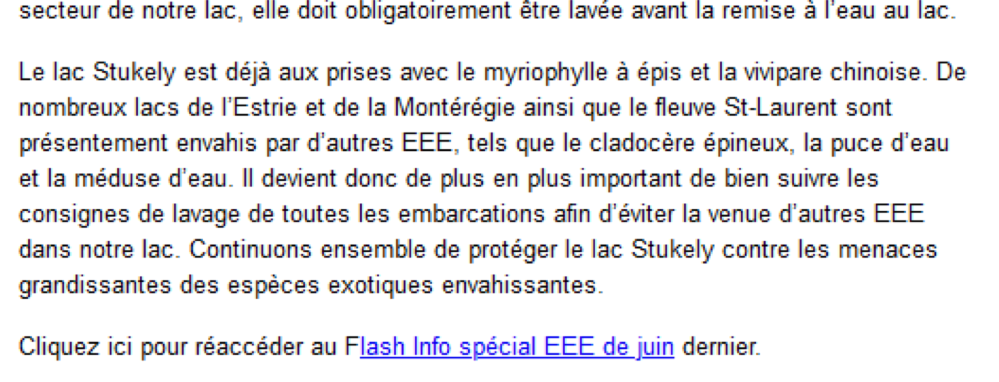 secteur de notre lac, elle doit obligatoirement être lavée avant la remise à l'eau au lac.
Le lac Stukely est déjà aux prises avec le myriophylle à épis et la vivipare chinoise. De
nombreux lacs de l'Estrie et de la Montérégie ainsi que le fleuve St-Laurent sont
présentement envahis par d'autres EEE, tels que le cladocère épineux, la puce d'eau
et la méduse d'eau. Il devient donc de plus en plus important de bien suivre les
consignes de lavage de toutes les embarcations afin d'éviter la venue d'autres EEE
dans notre lac. Continuons ensemble de protéger le lac Stukely contre les menaces
grandissantes des espèces exotiques envahissantes.
Cliquez ici pour réaccéder au Flash Info spécial EEE de juin dernier.